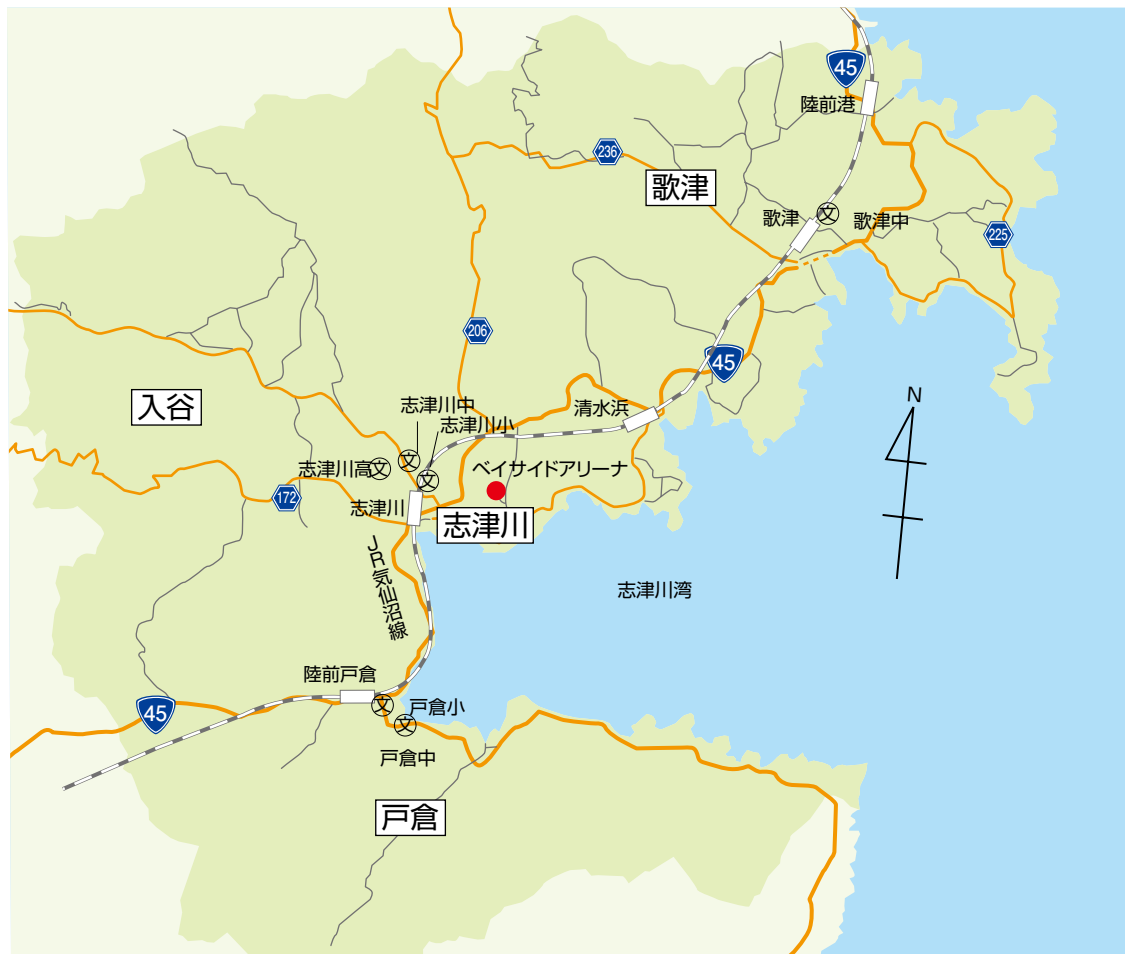 45
陸前港
236
歌津
歌津
文
歌津中
225
206
45
入谷
志津川中
志津川小
清水浜
N
志津川高
文
文
文
ベイサイドアリーナ
172
志津川
志津川
JR気仙沼線
志津川湾
陸前戸倉
45
文
戸倉小
文
戸倉中
戸倉